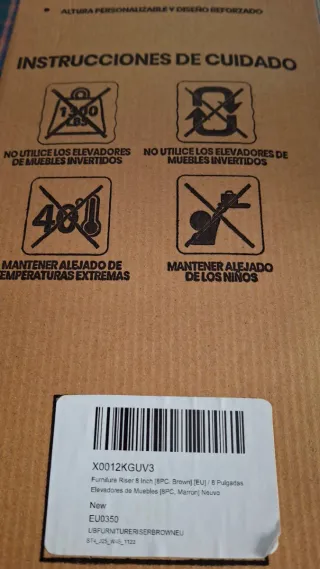 • ALTURA PERSONALIZABLE Y DISEÑO REFORZADO
INSTRUCCIONES DE CUIDADO
1300
LBS
NO UTILICE LOS ELEVADORES
DE MUEBLES INVERTIDOS
NO UTILICE LOS ELEVADORES DE
MUEBLES INVERTIDOS
40
MANTENER ALEJADO DE
TEMPERATURAS EXTREMAS
MANTENER ALEJADO
DE LOS NIÑOS
X0012KGUV3
Furniture Riser 6 Inch [8PC, Brown] [EU] / 6 Pulgadas
Elevadores de Muebles [8PC, Marron] Nuevo
New
EU0350
USFURNITURERISERBROWNEU